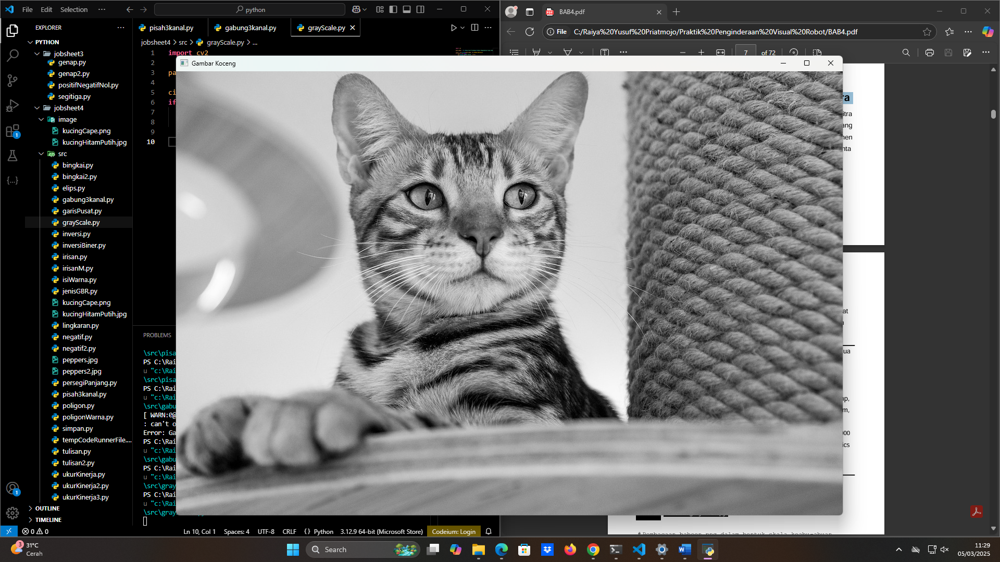 File Edit Selection ···
python
EXPLORER
PYTHON
jobsheet3
genap.py
genap2.py
positifNegatifNol.py
segitiga.py
jobsheet4
image
kucingCape.png
kucingHitamPutih.jpg
src
bingkai.py
bingkai2.py
elips.py
gabung3kanal.py
garisPusat.py
grayScale.py
inversi.py
inversiBiner.py
irisan.py
irisanM.py
isiWarna.py
jenisGBR.py
kucingCape.png
kucingHitamPutih.jpg
lingkaran.py
negatif.py
negatif2.py
peppers.jpg
peppers2.jpg
persegiPanjang.py
pisah3kanal.py
poligon.py
poligonWarna.py
simpan.py
tempCodeRunnerFile....
tulisan.py
tulisan2.py
ukurKinerja.py
ukurKinerja2.py
ukurKinerja3.py
OUTLINE
TIMELINE
pisah3kanal.py gabung3kanal.py grayScale.py
jobsheet4 > src > grayScale.py > ...
1 import cv2
2
3 pa
4
5 ci
6 if
7
8
9
10
Gambar Koceng
PROBLEMS
\src\pisa
PS C:\Rai
u "c:\Rai
\src\pisa
PS C:\Rai
u "c:\Rai
\src\gabu
[ WARN:0@
: can't o
Error: Ga
PS C:\Rai
u "c:\Rai
\src\gabu
PS C:\Rai
u "c:\Rai
\src\gray
PS C:\Rai
u "c:\Rai
\src\gray
0 0 Ln 10, Col 1 Spaces: 4 UTF-8 CRLF {} Python 3.12.9 64-bit (Microsoft Store) Codeium: Login
BAB4.pdf
File C:/Raiya%20Yusuf%20Priatmojo/Praktik%20Penginderaan%20Visual%20Robot/BAB4.pdf
7 of 72
ra
itra
ang
nen
nta
at
ua
np,
m,
00
ics
3 31°C
Cerah
Search
11:29
05/03/2025